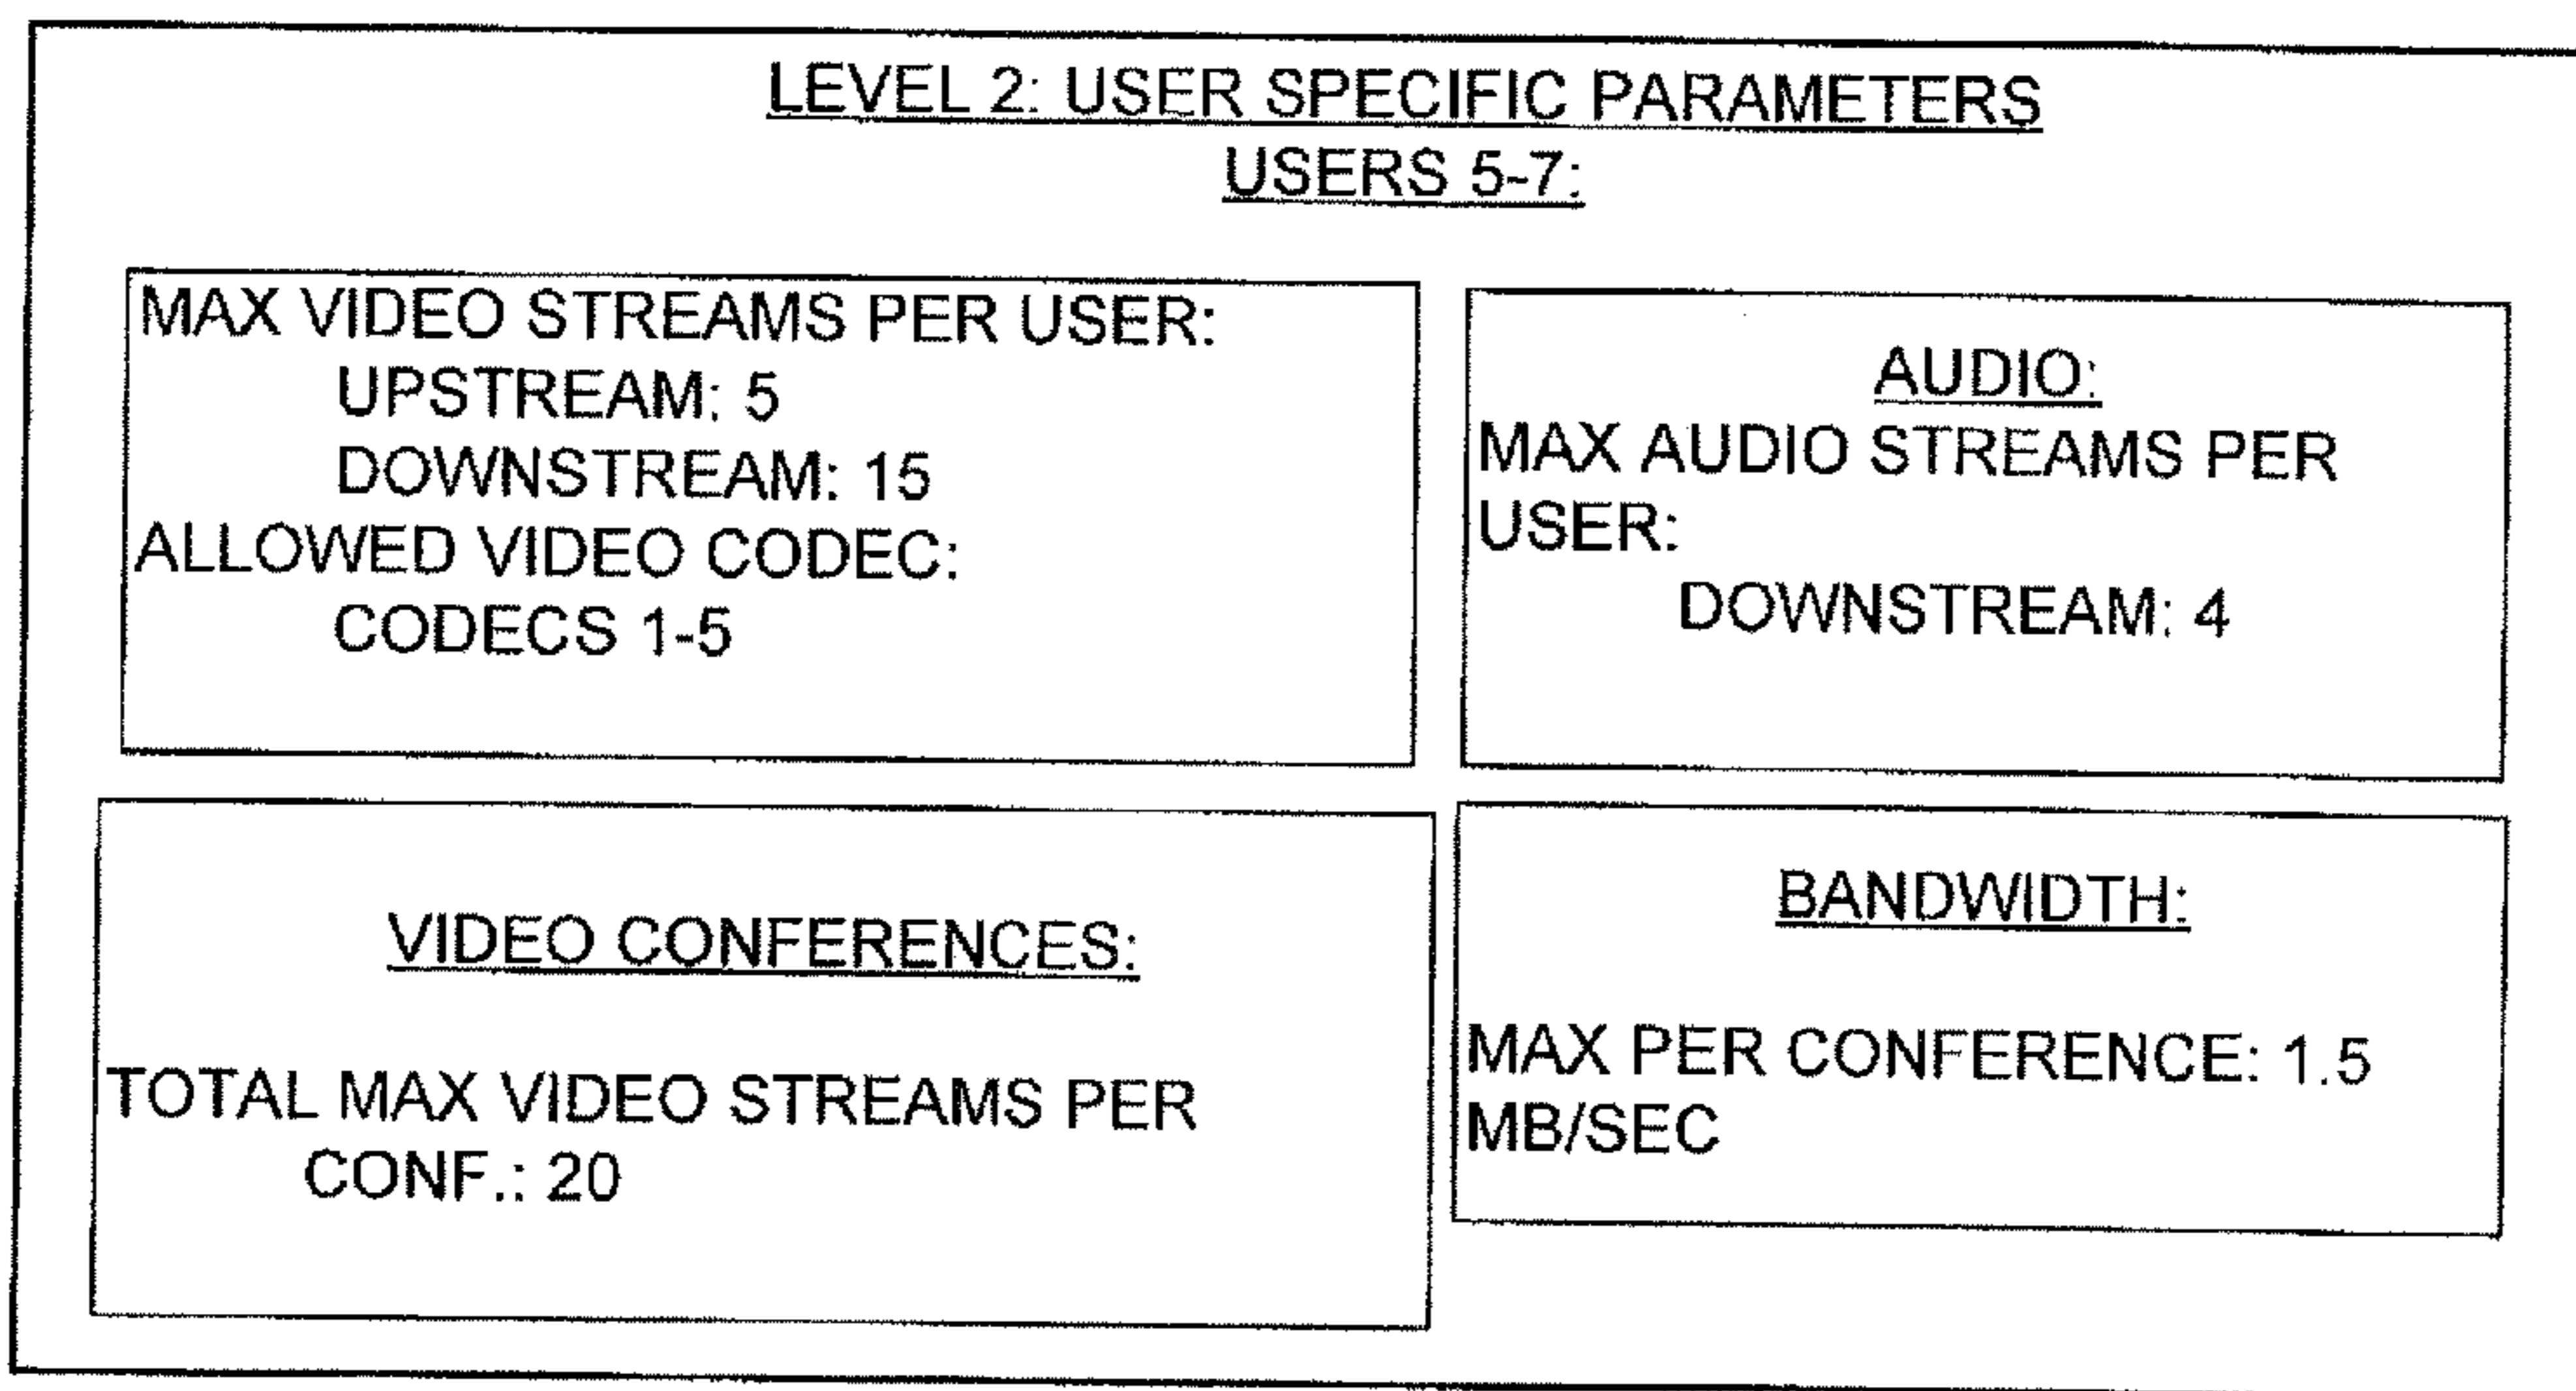 LEVEL 2: USER SPECIFIC PARAMETERS
USERS 5-7:
MAX VIDEO STREAMS PER USER:
UPSTREAM: 5
DOWNSTREAM: 15
ALLOWED VIDEO CODEC:
CODECS 1-5
AUDIO:
MAX AUDIO STREAMS PER
USER:
DOWNSTREAM: 4
VIDEO CONFERENCES:
TOTAL MAX VIDEO STREAMS PER
CONF.: 20
BANDWIDTH:
MAX PER CONFERENCE: 1.5
MB/SEC